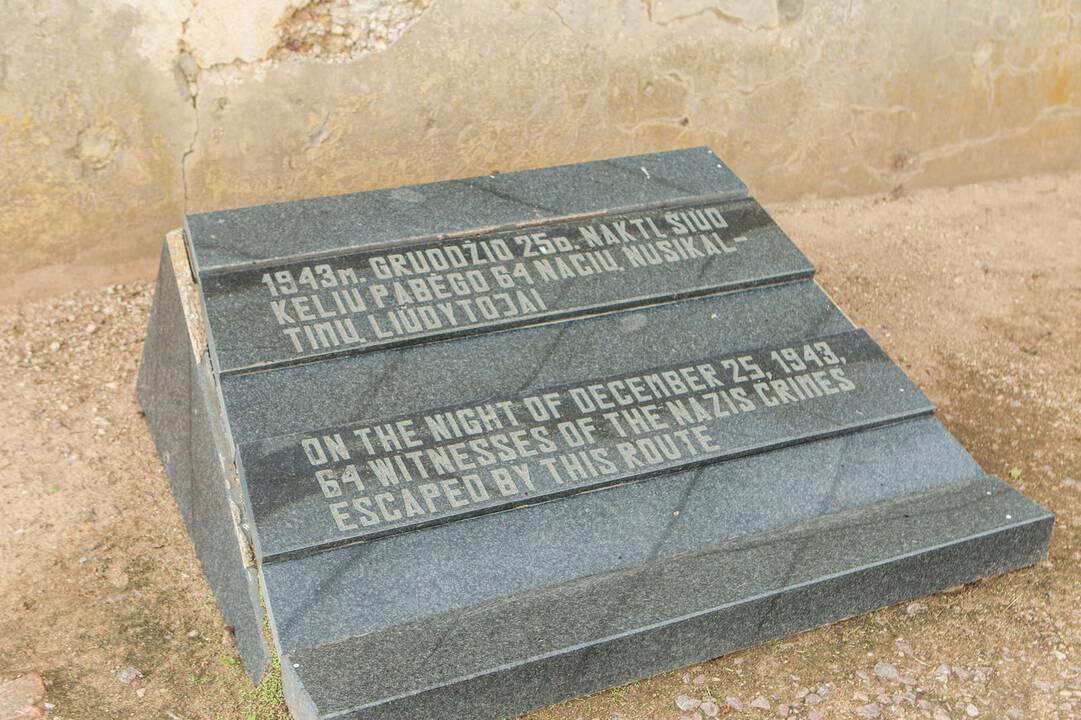 1943m. GRUODŽIO 25d. NAKTĮ, ŠIUO
KELIU PABĖGO 64 NACIŲ NUSIKAL-
TIMŲ LIUDYTOJAI
ON THE NIGHT OF DECEMBER 25, 1943,
64 WITNESSES OF THE NAZIS CRIMES
ESCAPED BY THIS ROUTE